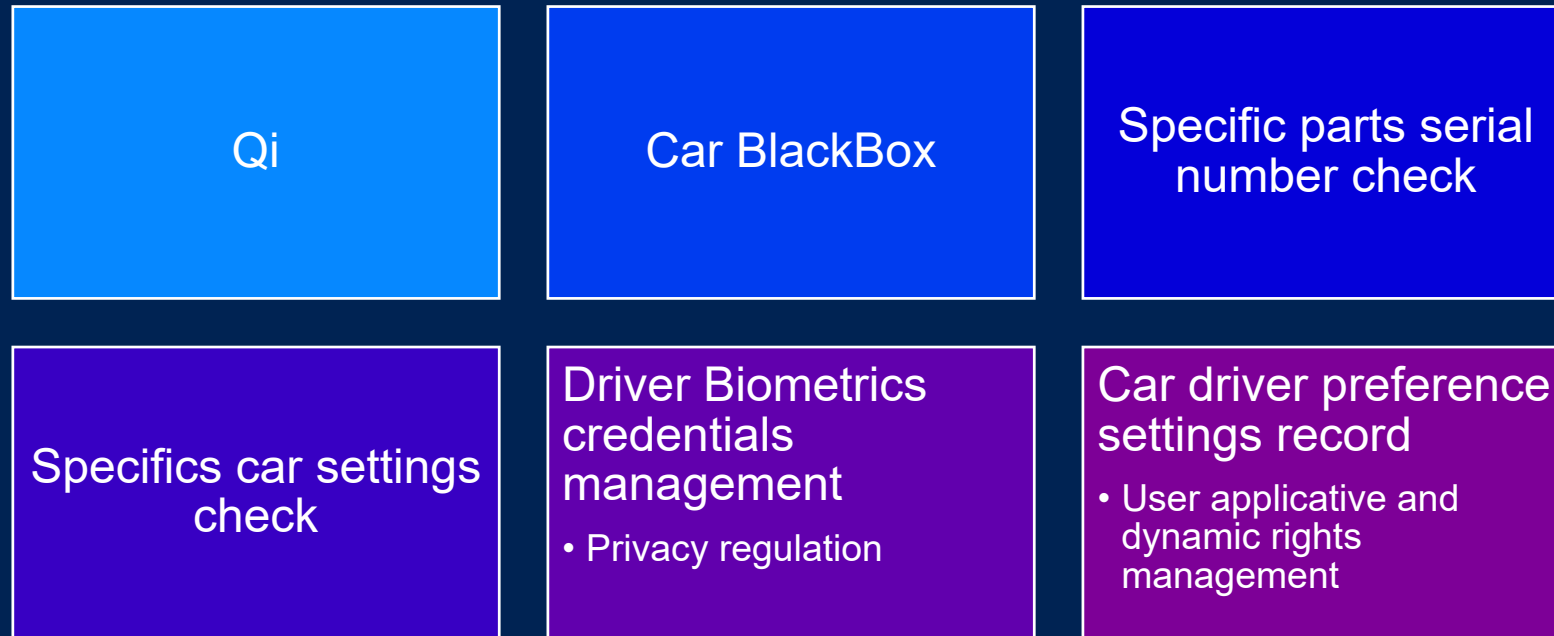 Qi
Car BlackBox
Specific parts serial
number check
Specifics car settings
check
Driver Biometrics
credentials
management
• Privacy regulation
Car driver preference
settings record
• User applicative and
dynamic rights
management